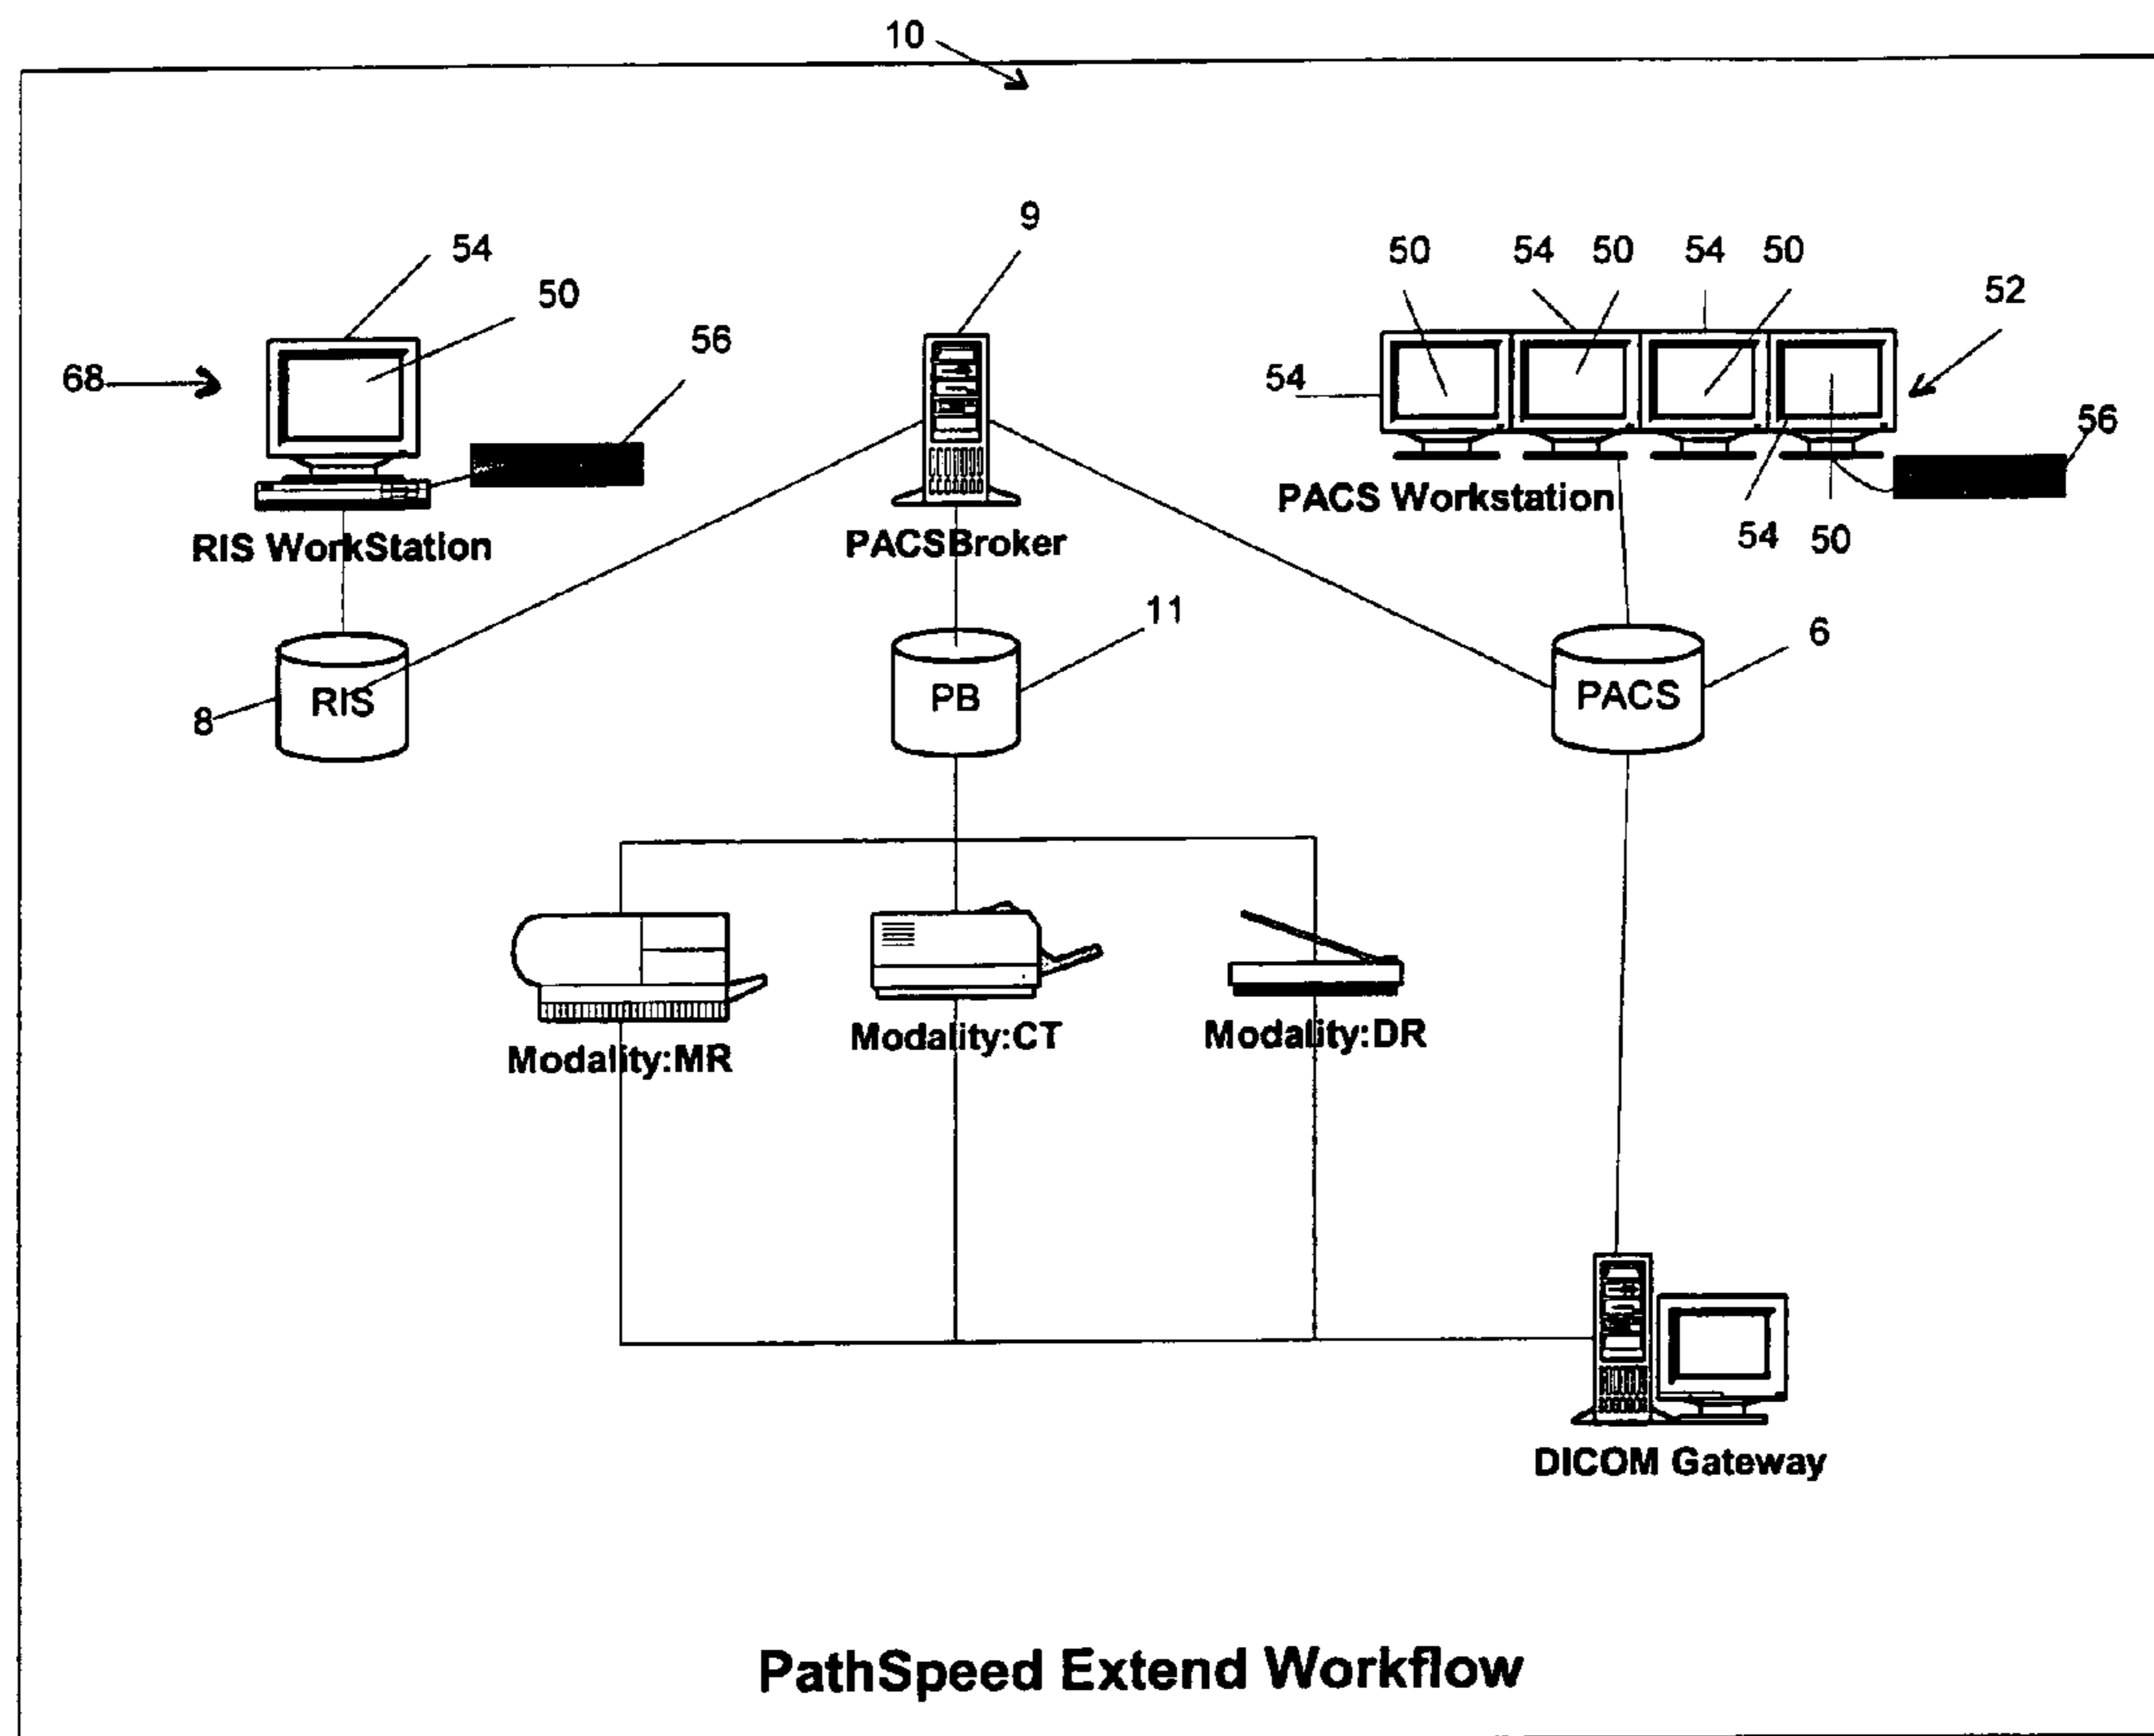 10
9
54
50 54 50 54 50
50
52
56
68
54
56
PACS Workstation
RIS WorkStation
PACSBroker
54 50
11
6
RIS
PB
PACS
8
Modality:MR
Modality:CT
Modality:DR
DICOM Gateway
PathSpeed Extend Workflow